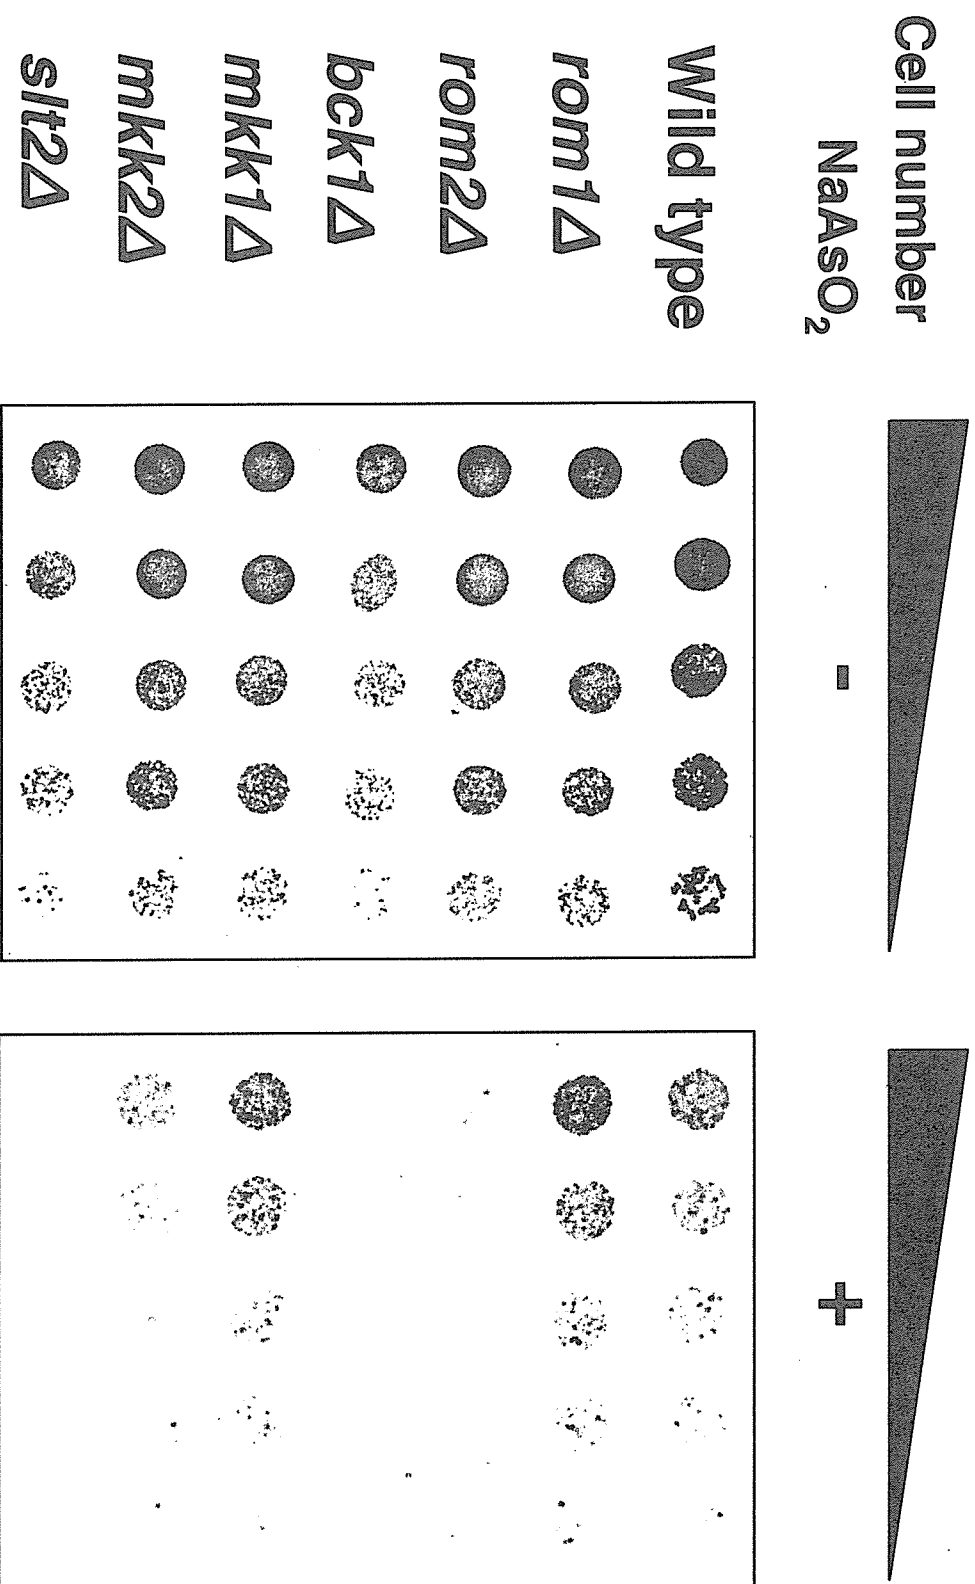 Cell number
NaAsO₂ - +
Wild type
rom1Δ
rom2Δ
bck1Δ
mkk1Δ
mkk2Δ
slt2Δ